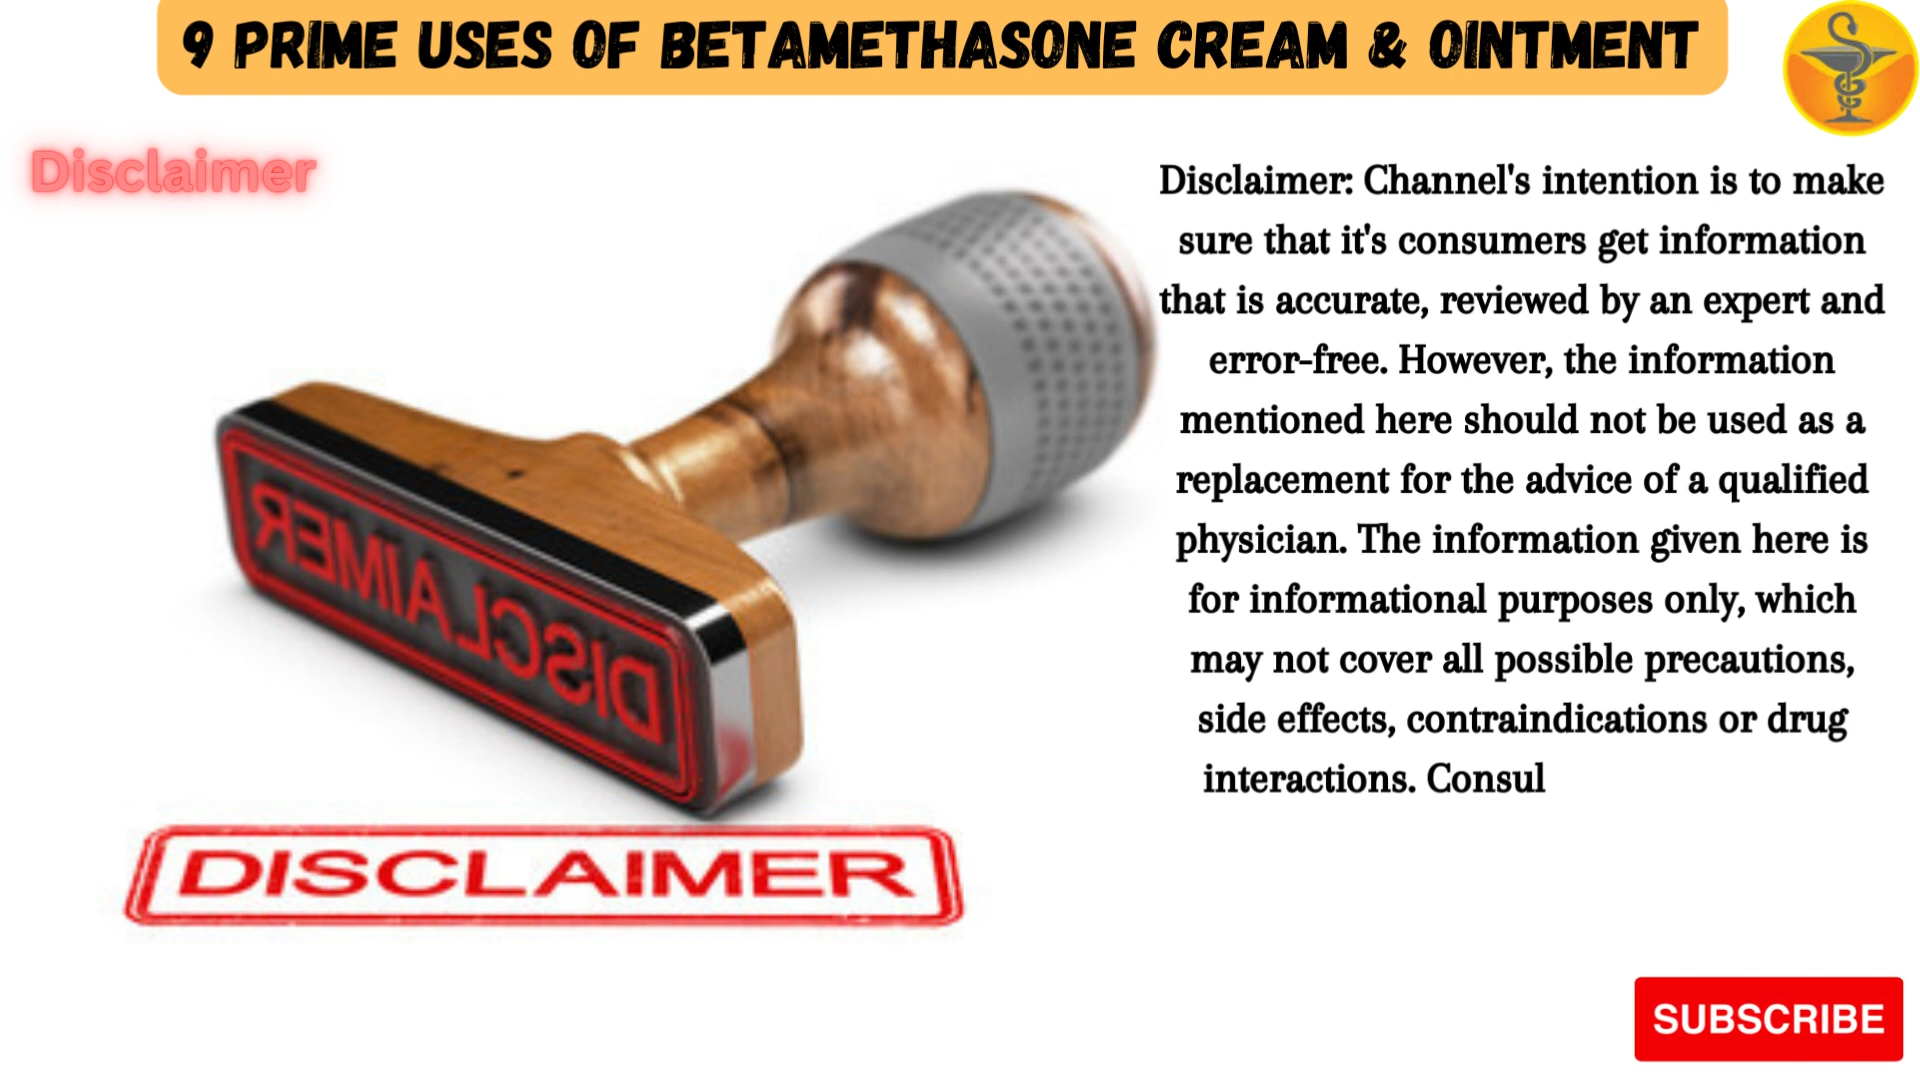 9 PRIME USES OF BETAMETHASONE CREAM & OINTMENT
Disclaimer
Disclaimer: Channel's intention is to make
sure that it's consumers get information
that is accurate, reviewed by an expert and
error-free. However, the information
mentioned here should not be used as a
replacement for the advice of a qualified
physician. The information given here is
for informational purposes only, which
may not cover all possible precautions,
side effects, contraindications or drug
interactions. Consul
DISCLAIMER
DISCLAIMER
SUBSCRIBE